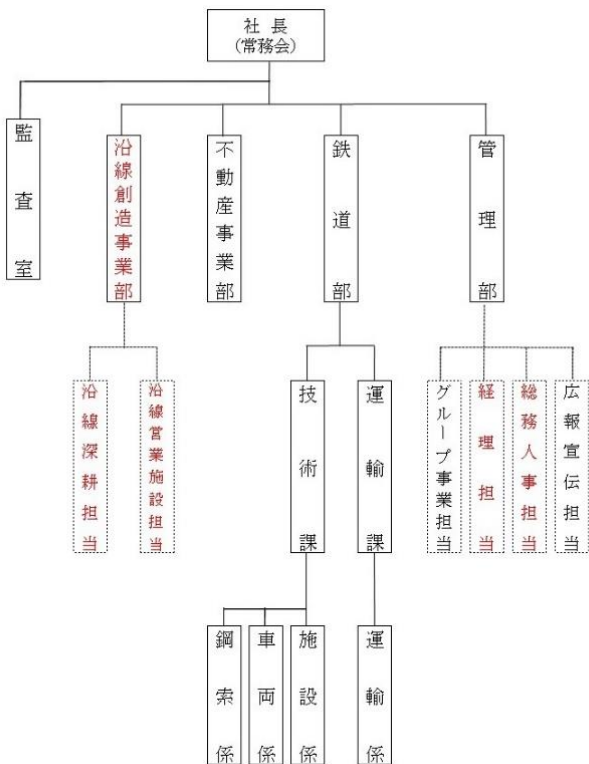 社長
(常務会)
監査室
沿線創造事業部
不動産事業部
鉄道部
管理部
沿線深耕担当
沿線営業施設担当
技術課
運輸課
グループ事業担当
経理担当
総務人事担当
広報宣伝担当
鋼索係
車両係
施設係
運輸係